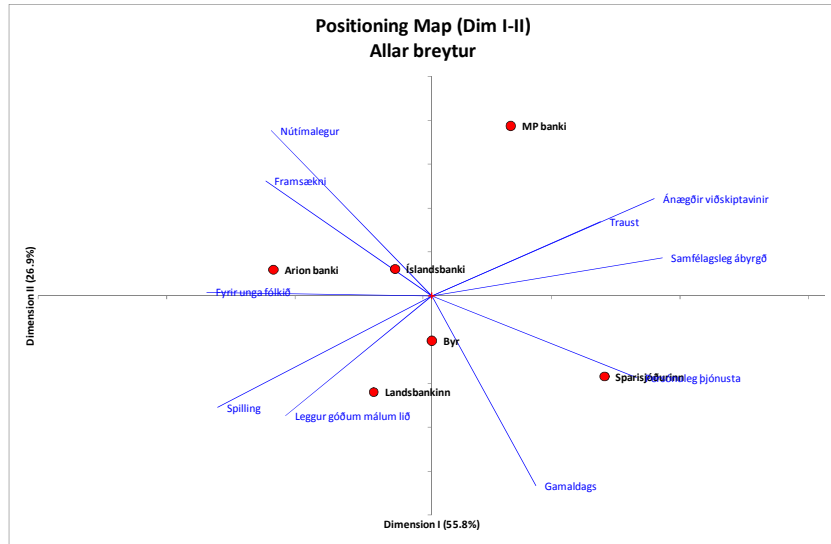 Positioning Map (Dim I-II)
Allar breytur
MP banki
Nútímalegur
Framsækni
Ánægðir viðskiptavinir
Traust
Samfélagsleg ábyrgð
Arion banki
Íslandsbanki
Fyrir unga fólkið
Dimension II (26.9%)
Byr
Sparisjóðurinn
þjónusta
Landsbankinn
Spilling
Leggur góðum málum lið
Gamaldags
Dimension I (55.8%)